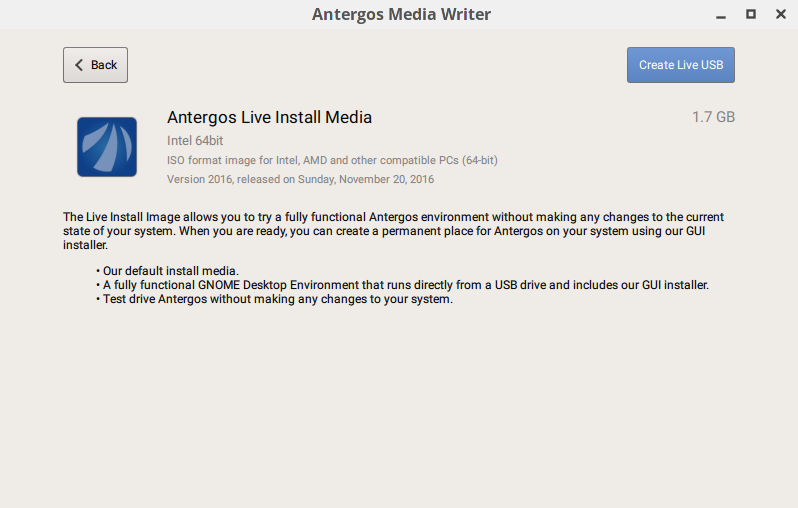 Antergos Media Writer
Back
Create Live USB
Antergos Live Install Media
1.7 GB
Intel 64bit
ISO format image for Intel, AMD and other compatible PCs (64-bit)
Version 2016, released on Sunday, November 20, 2016
The Live Install Image allows you to try a fully functional Antergos environment without making any changes to the current
state of your system. When you are ready, you can create a permanent place for Antergos on your system using our GUI
installer.
• Our default install media.
• A fully functional GNOME Desktop Environment that runs directly from a USB drive and includes our GUI installer.
• Test drive Antergos without making any changes to your system.